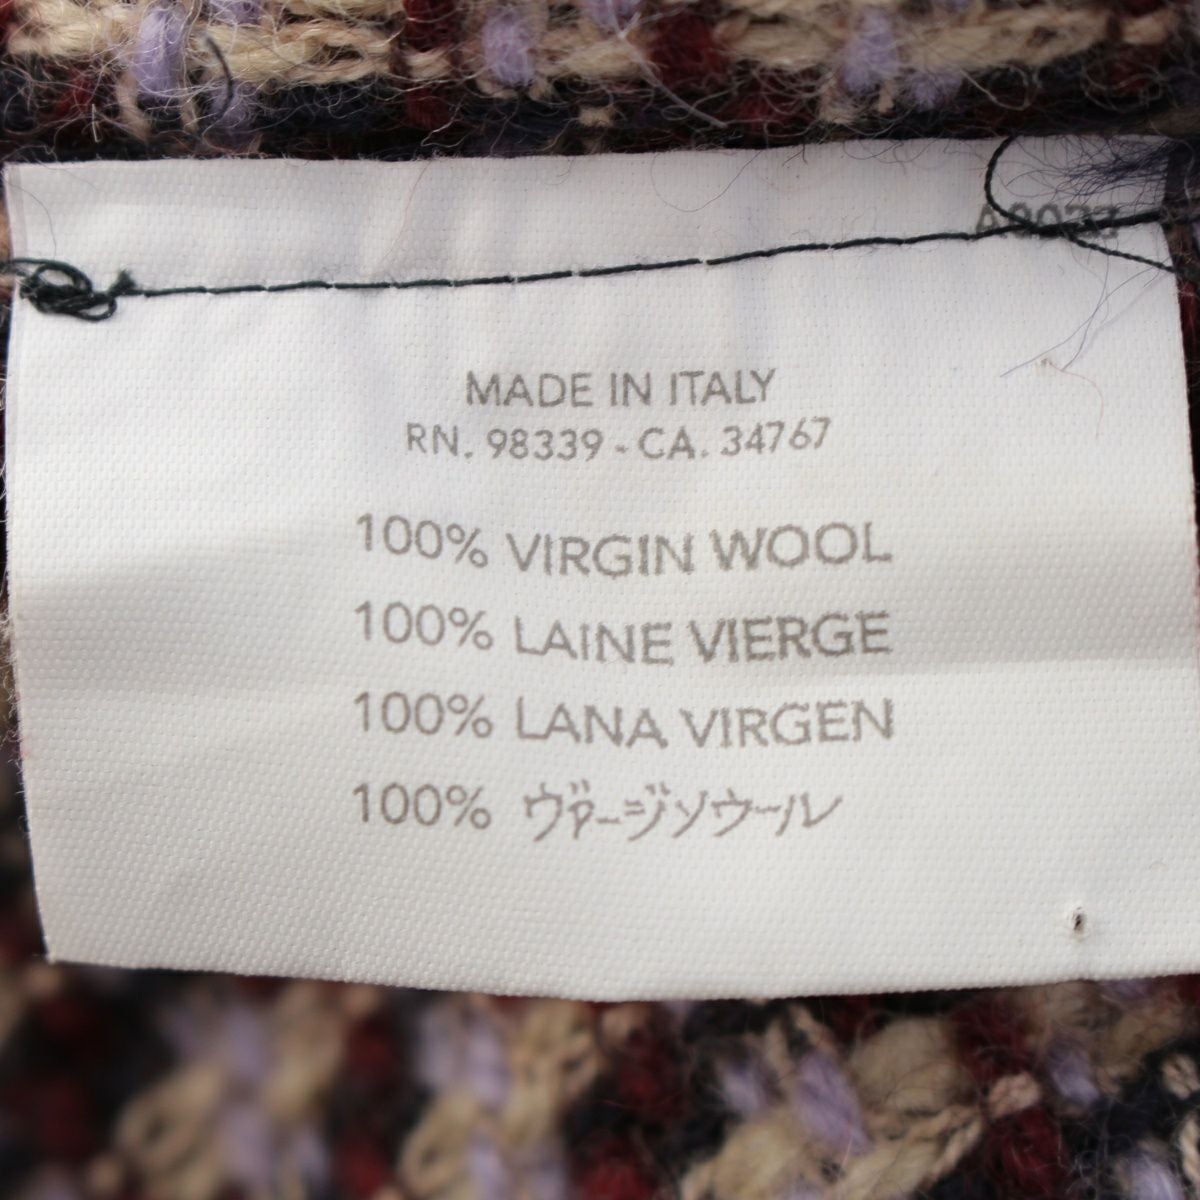 MADE IN ITALY
RN. 98339 - CA. 34767
100% VIRGIN WOOL
100% LAINE VIERGE
100% LANA VIRGEN
100% ヴァージンウール